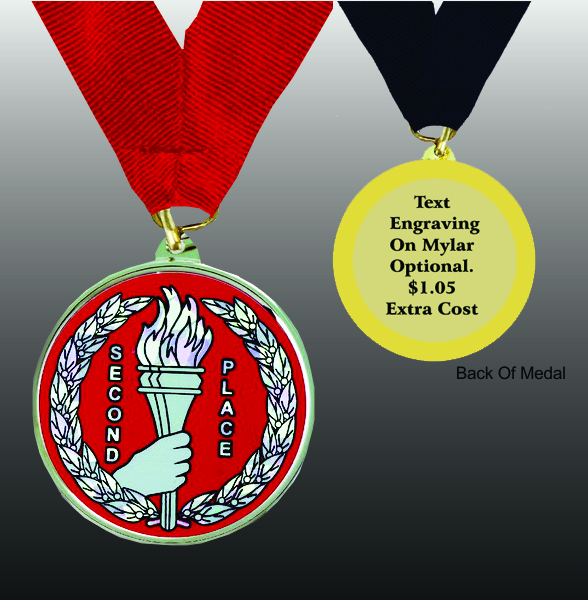 SECOND
PLACE
Text
Engraving
On Mylar
Optional.
$1.05
Extra Cost
Back Of Medal